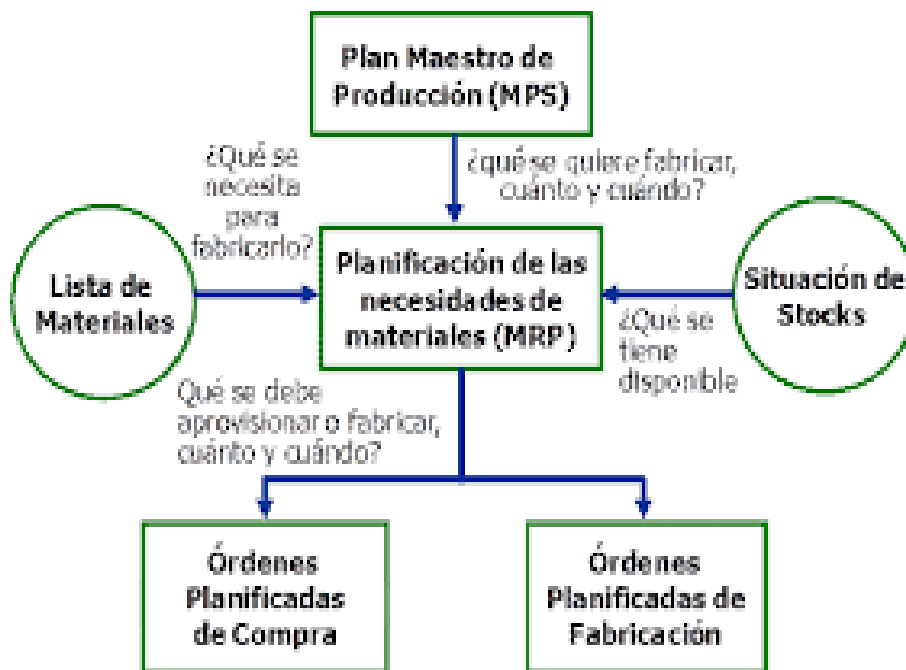 Plan Maestro de
Producción (MPS)
¿Qué se
necesita
para
fabricarlo?
¿qué se quiere fabricar,
cuánto y cuándo?
Lista de
Materiales
Planificación de las
necesidades de
materiales (MRP)
Situación de
Stocks
¿Qué se
tiene
disponible
Qué se debe
aprovisionar o fabricar,
cuánto y cuándo?
Órdenes
Planificadas
de Compra
Órdenes
Planificadas de
Fabricación